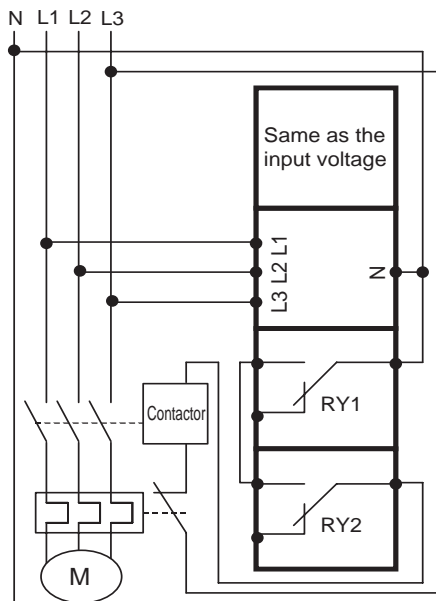 N L1 L2 L3
Same as the
input voltage
L1
L2
L3
N
Contactor
RY1
RY2
M